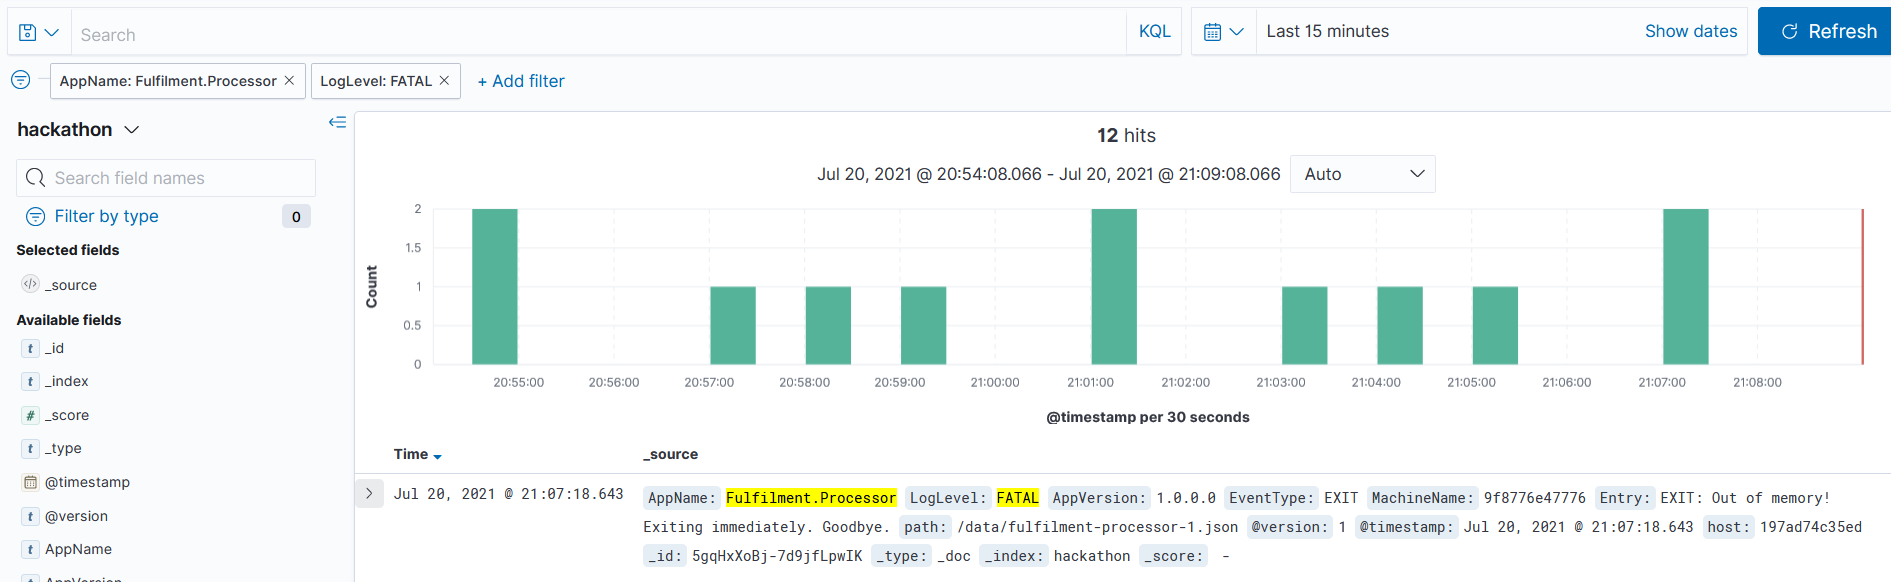 Search KQL Last 15 minutes Show dates Refresh
AppName: Fulfilment.Processor × LogLevel: FATAL × + Add filter
hackathon
Search field names
Filter by type 0
Selected fields
</> _source
Available fields
t _id
t _index
# _score
t _type
@timestamp
t @version
t AppName
t AppVersion
12 hits
Jul 20, 2021 @ 20:54:08.066 - Jul 20, 2021 @ 21:09:08.066 Auto
Count
2
1.5
1
0.5
0
20:55:00 20:56:00 20:57:00 20:58:00 20:59:00 21:00:00 21:01:00 21:02:00 21:03:00 21:04:00 21:05:00 21:06:00 21:07:00 21:08:00
@timestamp per 30 seconds
Time _source
Jul 20, 2021 @ 21:07:18.643 AppName: Fulfilment.Processor LogLevel: FATAL AppVersion: 1.0.0.0 EventType: EXIT MachineName: 9f8776e47776 Entry: EXIT: Out of memory!
Exiting immediately. Goodbye. path: /data/fulfilment-processor-1.json @version: 1 @timestamp: Jul 20, 2021 @ 21:07:18.643 host: 197ad74c35ed
_id: 5gqHxXoBj-7d9jfLpwIK _type: _doc _index: hackathon _score: -